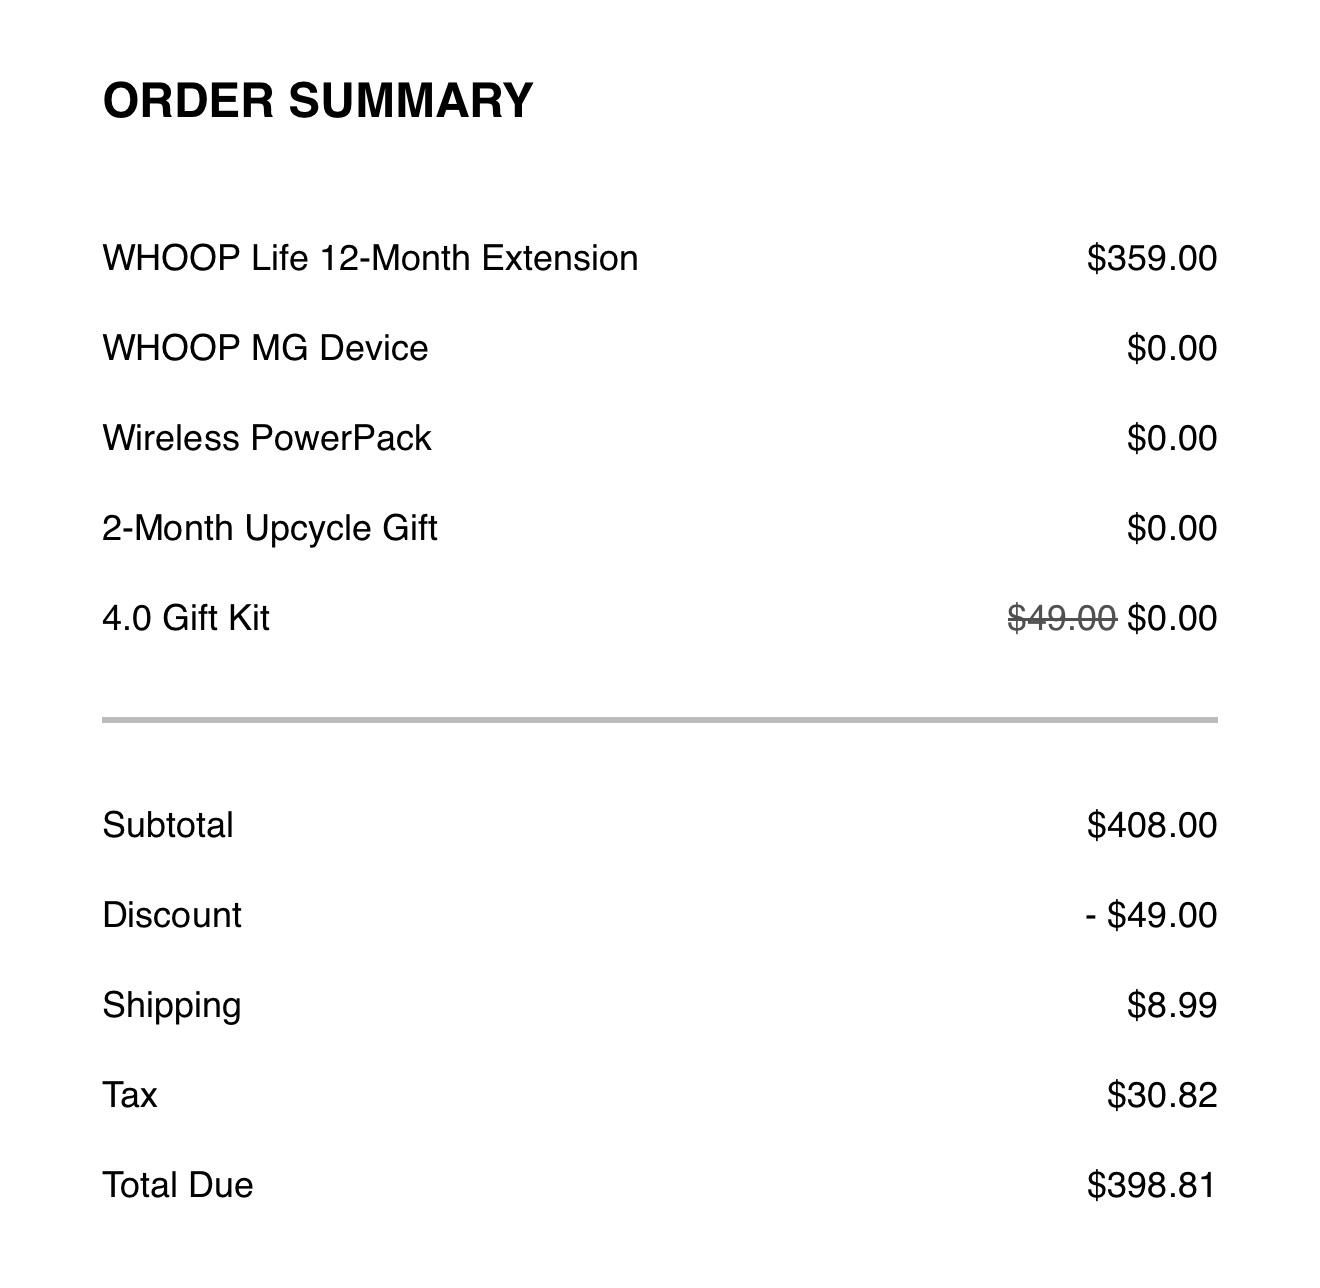 ORDER SUMMARY
WHOOP Life 12-Month Extension $359.00
WHOOP MG Device $0.00
Wireless PowerPack $0.00
2-Month Upcycle Gift $0.00
4.0 Gift Kit $49.00 $0.00
Subtotal $408.00
Discount - $49.00
Shipping $8.99
Tax $30.82
Total Due $398.81